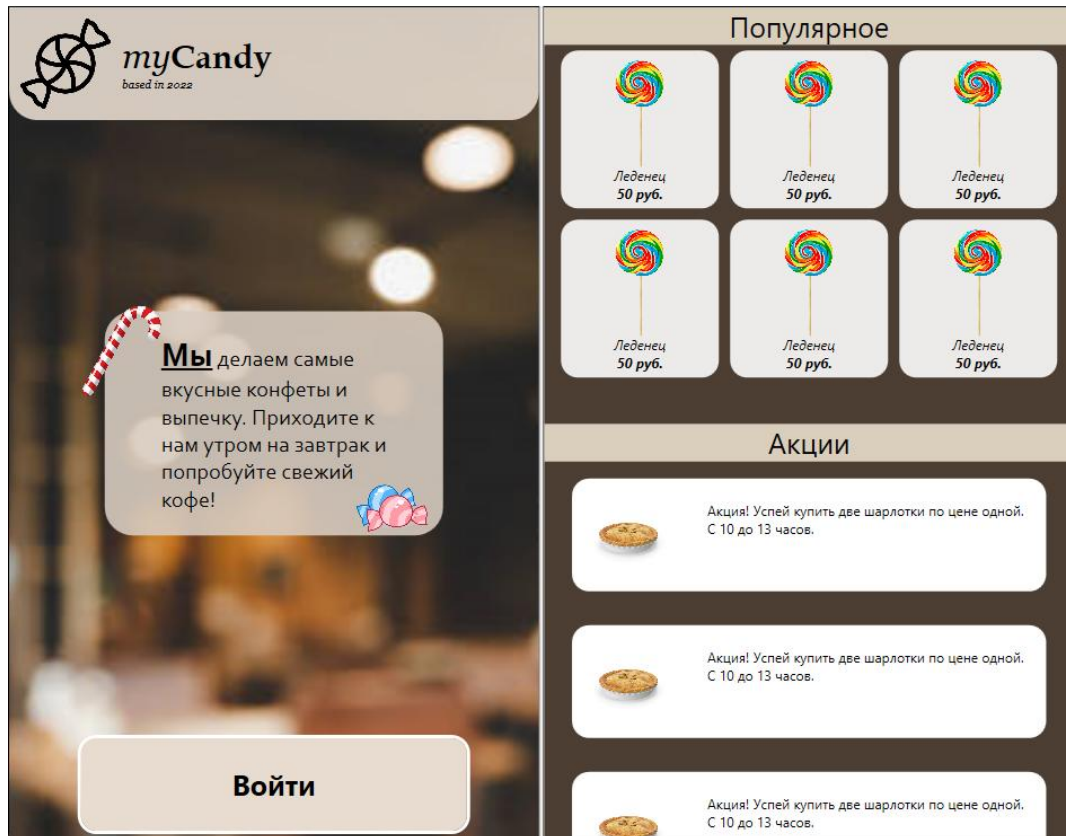 myCandy
based in 2022
Мы делаем самые
вкусные конфеты и
выпечку. Приходите к
нам утром на завтрак и
попробуйте свежий
кофе!
Войти
Популярное
Леденец
50 руб.
Леденец
50 руб.
Леденец
50 руб.
Леденец
50 руб.
Леденец
50 руб.
Леденец
50 руб.
Акции
Акция! Успей купить две шарлотки по цене одной.
С 10 до 13 часов.
Акция! Успей купить две шарлотки по цене одной.
С 10 до 13 часов.
Акция! Успей купить две шарлотки по цене одной.
С 10 до 13 часов.